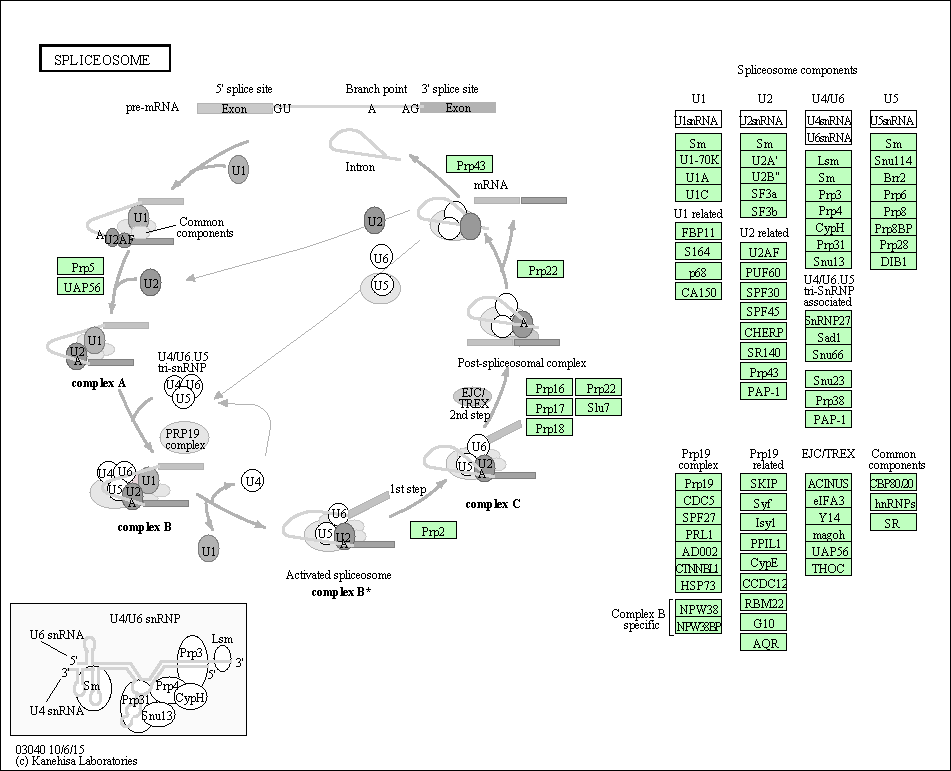 SPLICEOSOME
5' splice site
Branch point
3' splice site
pre-mRNA
Exon
GU
A
AG
Exon
U1
Intron
Prp43
mRNA
U1
A
U2AF
Common
components
Prp5
UAP56
U2
U2
U6
U5
Prp22
A
Post-spliceosomal complex
U1
U2
A
complex A
U4/U6.U5
tri-snRNP
U4
U6
U5
PRP19
complex
EJC/
TREX
2nd step
Prp16
Prp22
Prp17
Slu7
Prp18
U6
U5
U2
A
complex C
U4
U6
U5
U1
U2
A
complex B
U4
U1
1st step
U6
U5
U2
A
Prp2
Activated spliceosome
complex B*
Spliceosome components
U1
U1snRNA
Sm
U1-70K
U1A
U1C
U1 related
FBP11
S164
p68
CA150
U2
U2snRNA
Sm
U2A'
U2B"
SF3a
SF3b
U2 related
U2AF
PUF60
SPF30
SPF45
CHERP
SR140
Prp43
PAP-1
U4/U6
U4snRNA
U6snRNA
Lsm
Sm
Prp3
Prp4
CypH
Prp31
Snu13
U4/U6.U5
tri-SnRNP
associated
SnRNP27
Sad1
Snu66
Snu23
Prp38
PAP-1
U5
U5snRNA
Sm
Snu114
Brr2
Prp6
Prp8
Prp8BP
Prp28
DIB1
Prp19
complex
Prp19
CDC5
SPF27
PRL1
AD002
CTNNBL1
HSP73
Complex B
specific
NPW38
NPW38BP
Prp19
related
SKIP
Syf
Isy1
PPIL1
CypE
CCDC12
RBM22
G10
AQR
EJC/TREX
ACINUS
eIFA3
Y14
magoh
UAP56
THOC
Common
components
CBP80/20
hnRNPs
SR
U4/U6 snRNP
U6 snRNA
5'
3'
Sm
U4 snRNA
Prp31
Prp4
Snu13
CypH
Prp3
Lsm
3'
5'
03040 10/6/15
(c) Kanehisa Laboratories